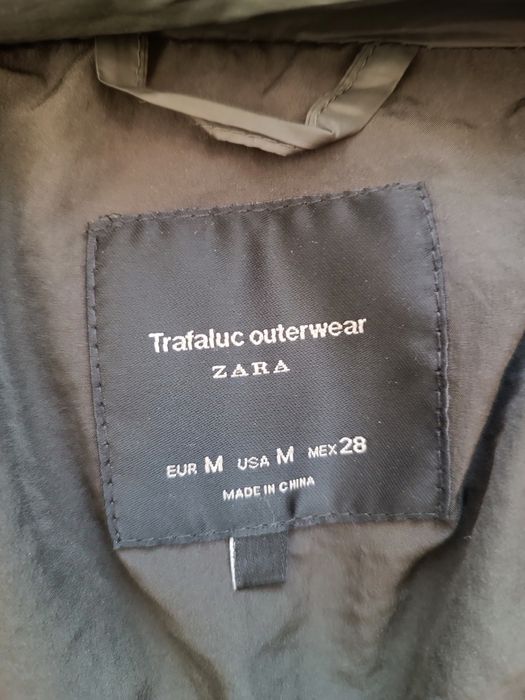 Trafaluc outerwear
ZARA
EUR M USA M MEX 28
MADE IN CHINA